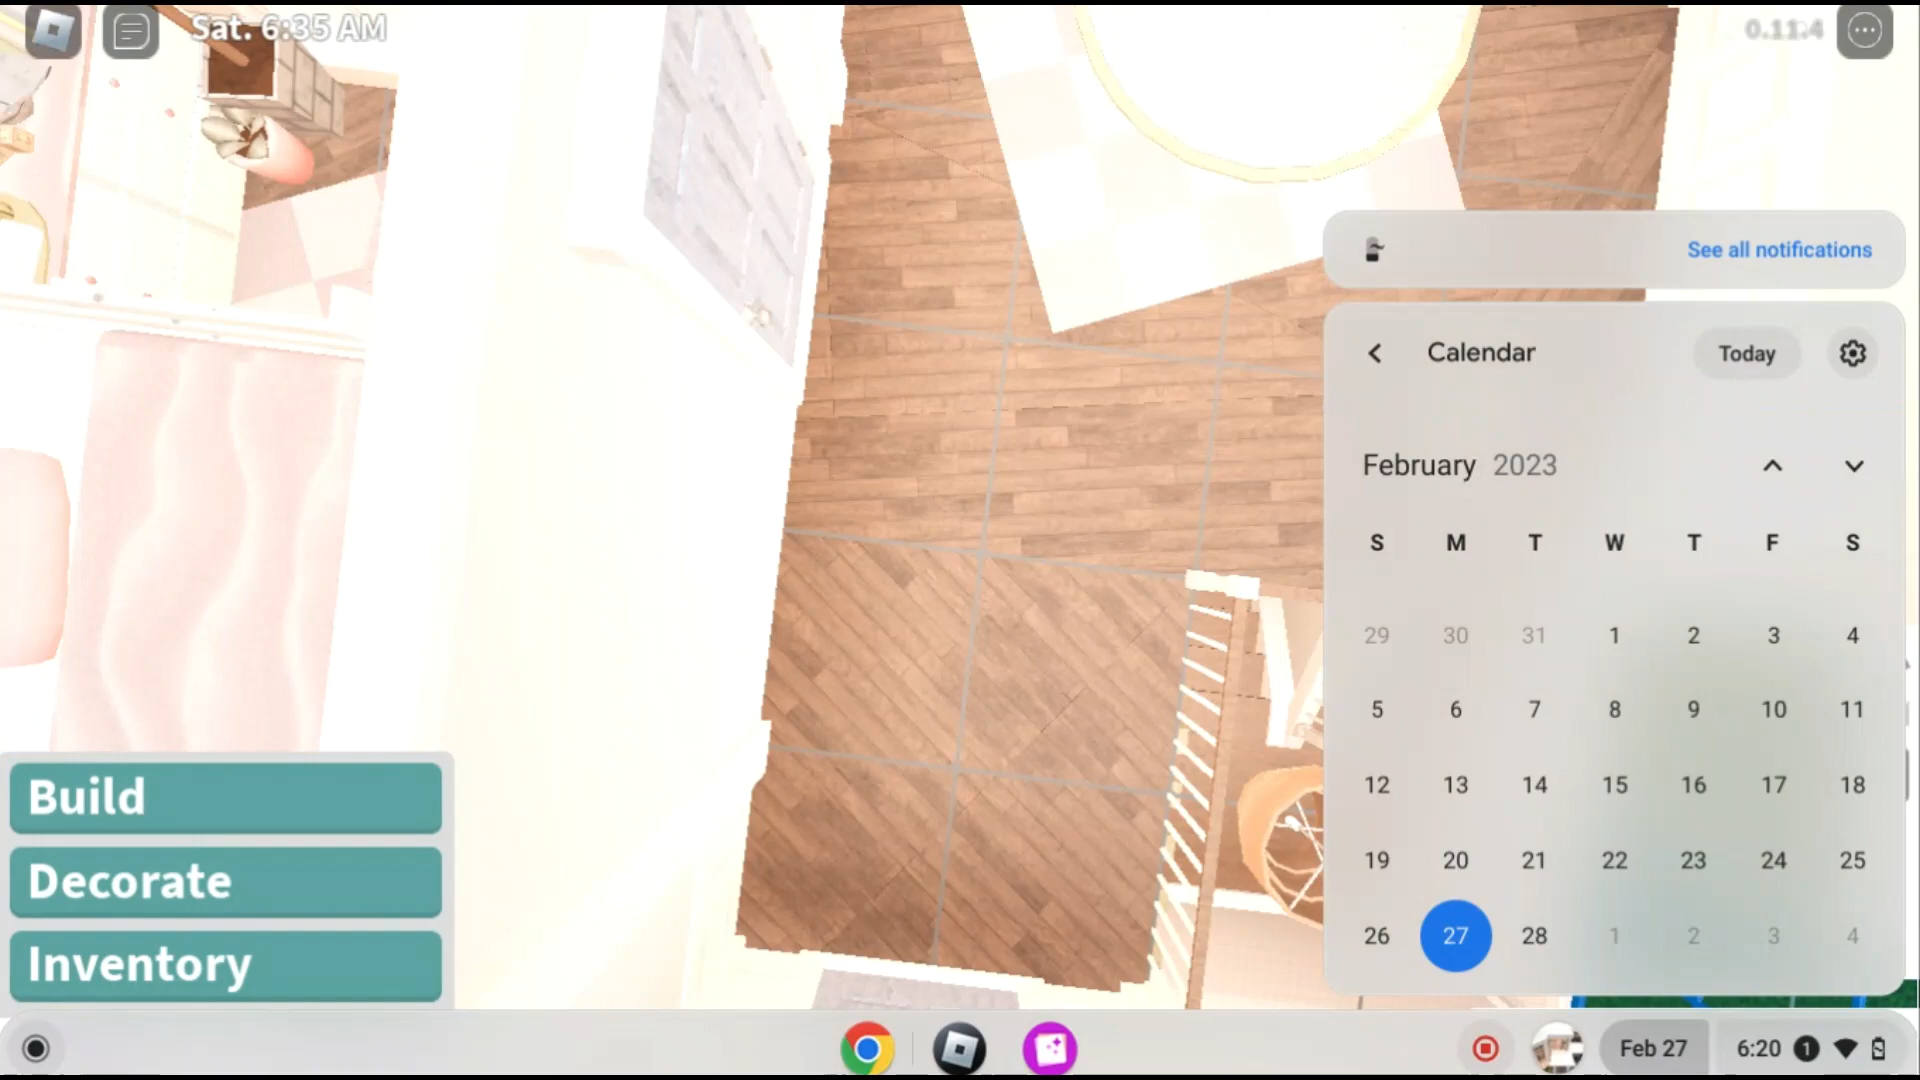 Sat. 6:35 AM
0.11.4
See all notifications
Calendar
Today
February 2023
S M T W T F S
29 30 31 1 2 3 4
5 6 7 8 9 10 11
12 13 14 15 16 17 18
19 20 21 22 23 24 25
26 27 28 1 2 3 4
Build
Decorate
Inventory
Feb 27
6:20
1